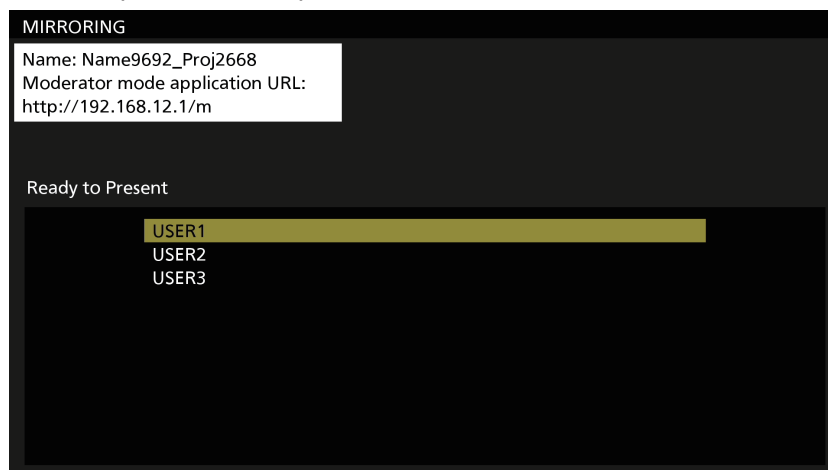 MIRRORING
Name: Name9692_Proj2668
Moderator mode application URL:
http://192.168.12.1/m
Ready to Present
USER1
USER2
USER3